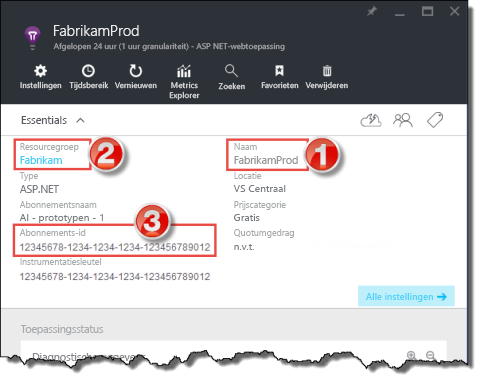 FabrikamProd
Afgelopen 24 uur (1 uur granulariteit) - ASP NET-webtoepassing
Instellingen Tijdsbereik Vernieuwen Metrics Explorer Zoeken Favorieten Verwijderen
Essentials
Resourcegroep
Fabrikam
2
Naam
FabrikamProd
1
Type
ASP.NET
Locatie
VS Centraal
Abonnementsnaam
AI - prototypen - 1
Prijscategorie
Gratis
3
Abonnements-id
12345678-1234-1234-1234-123456789012
Quotumgedrag
n.v.t.
Instrumentatiesleutel
12345678-1234-1234-1234-123456789012
Alle instellingen
Toepassingsstatus